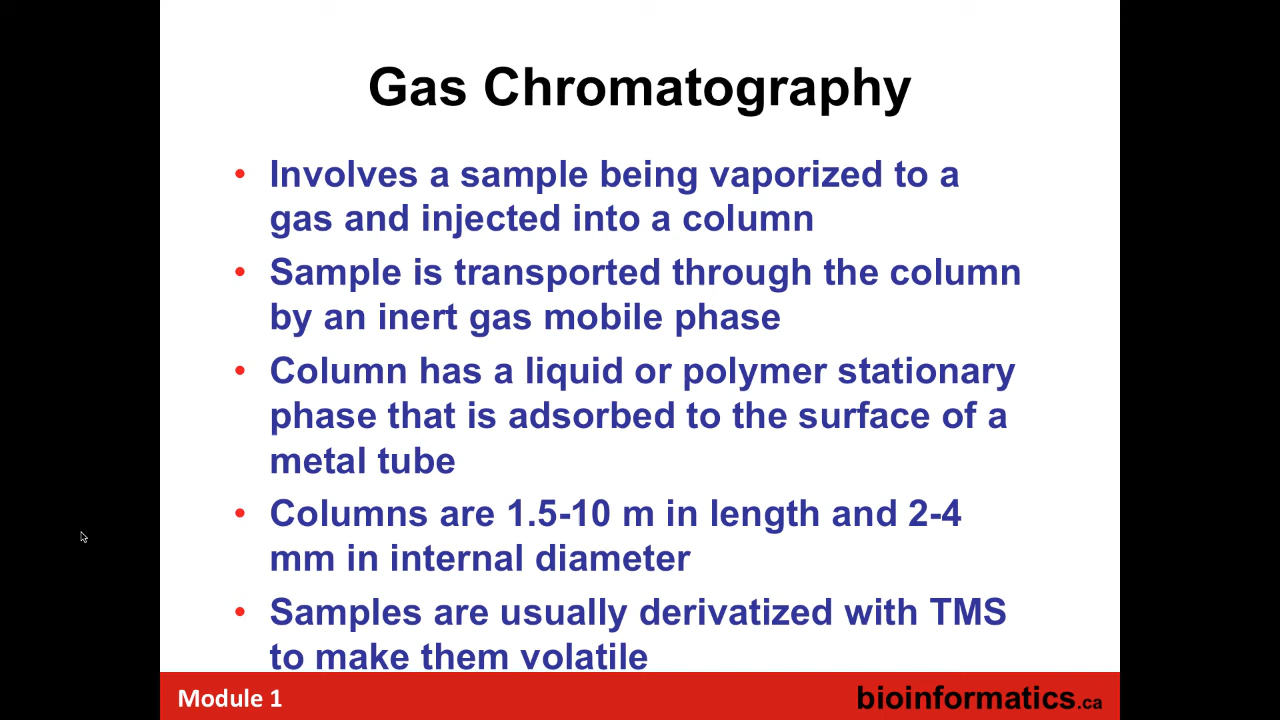 Gas Chromatography
• Involves a sample being vaporized to a
gas and injected into a column
• Sample is transported through the column
by an inert gas mobile phase
• Column has a liquid or polymer stationary
phase that is adsorbed to the surface of a
metal tube
• Columns are 1.5-10 m in length and 2-4
mm in internal diameter
• Samples are usually derivatized with TMS
to make them volatile
Module 1
bioinformatics.ca